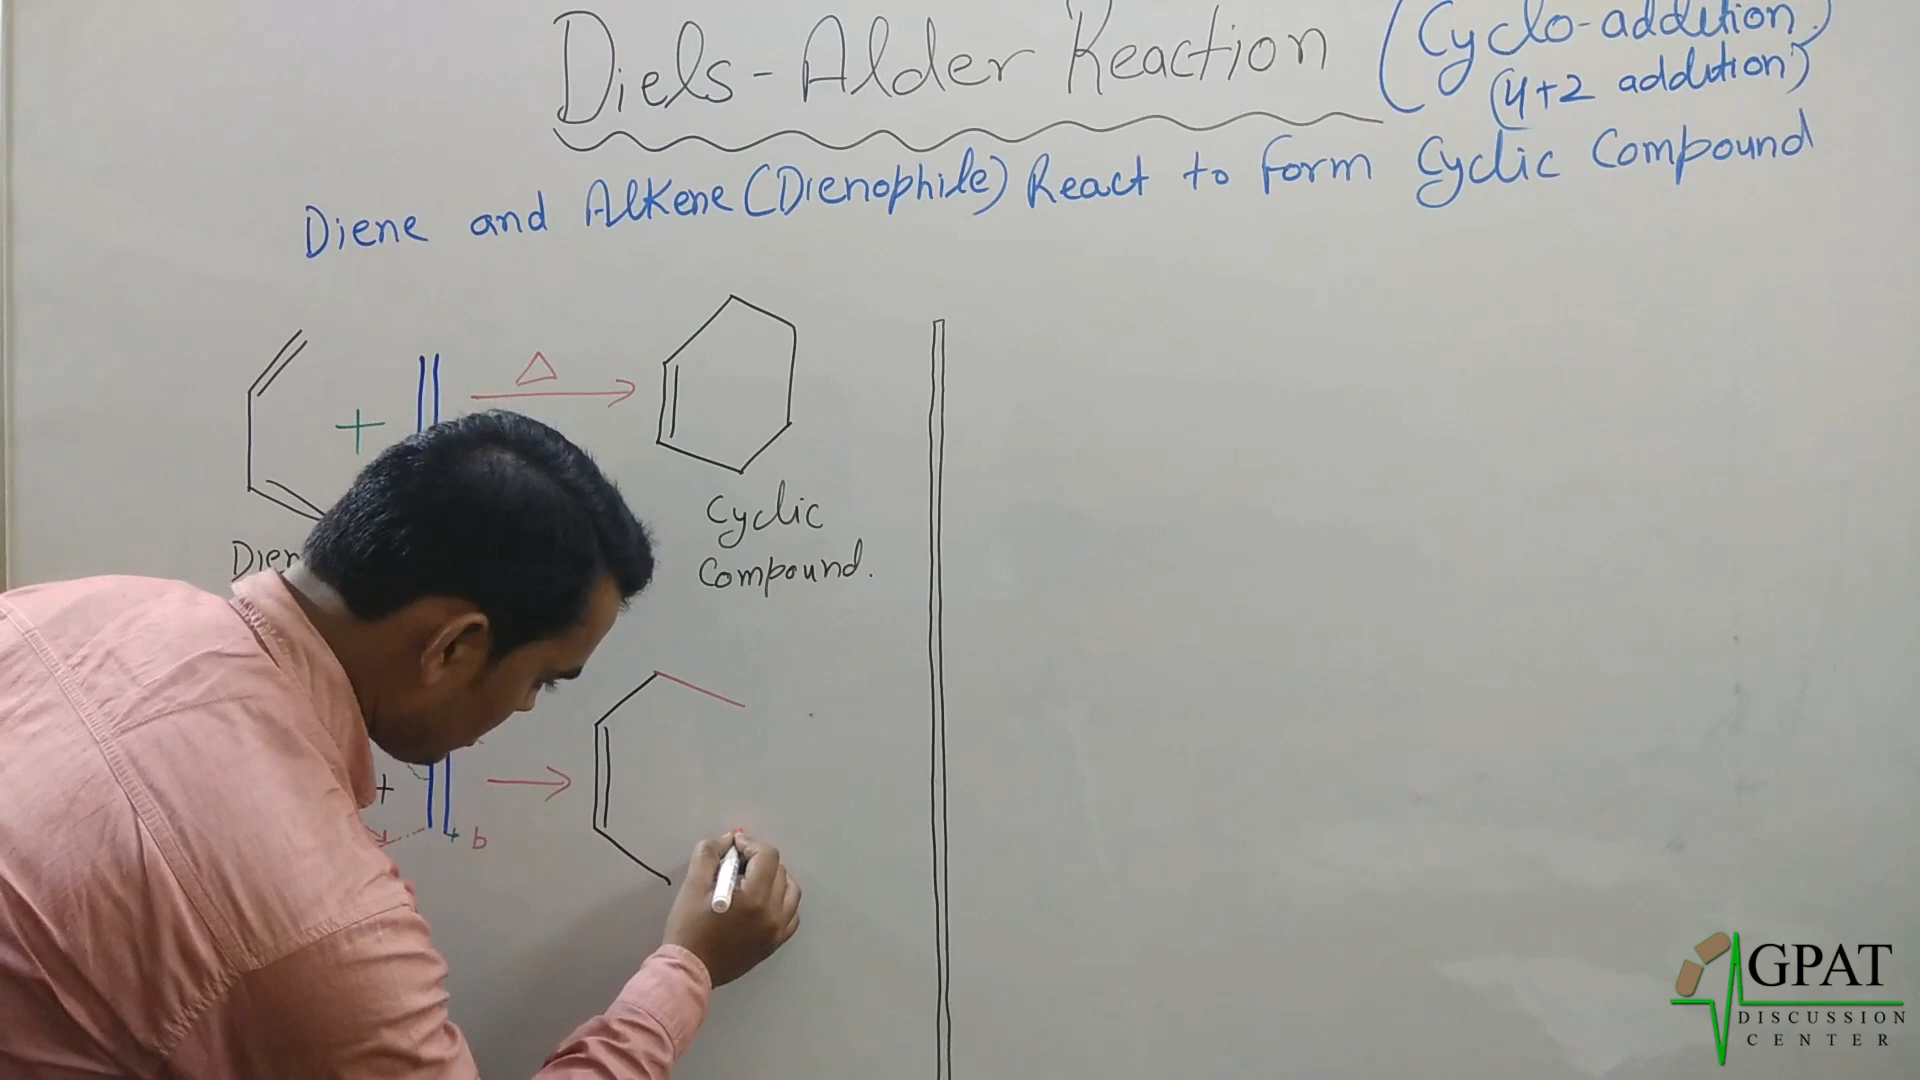 Diels-Alder Reaction (Cyclo-addition)
(4+2 addition)
Diene and Alkene (Dienophile) React to form Cyclic Compound
+
Δ
Cyclic
Compound.
+
b
GPAT
DISCUSSION
CENTER